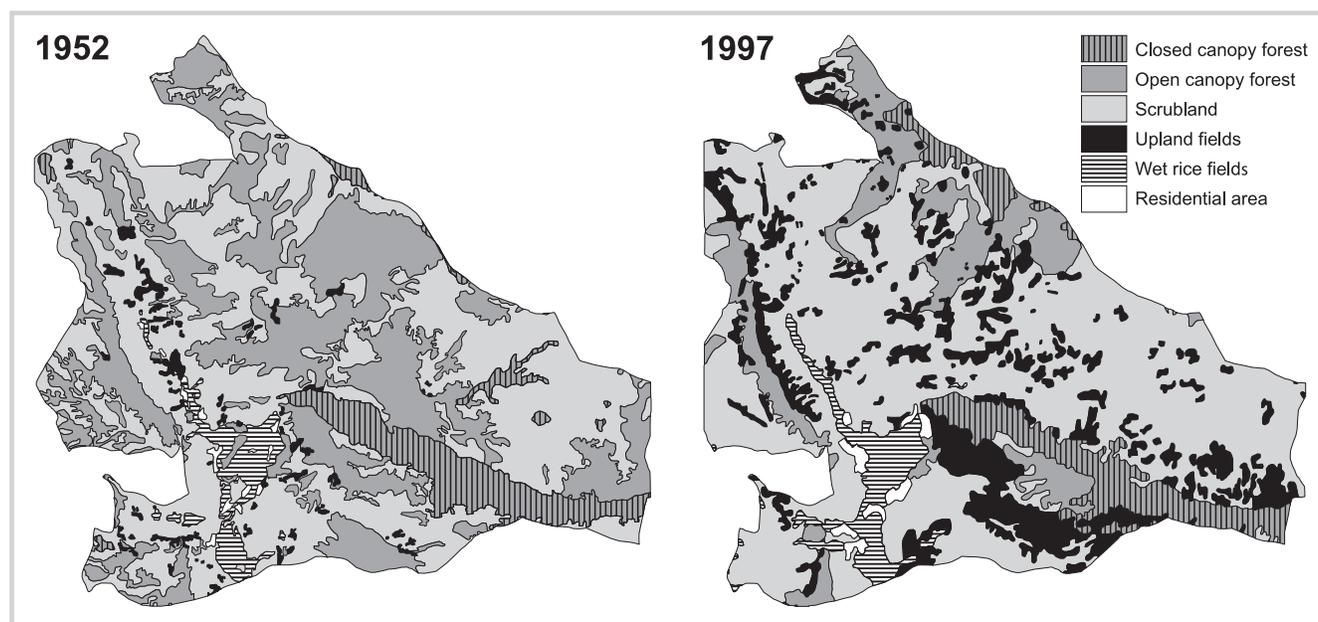 1952
1997
Closed canopy forest
Open canopy forest
Scrubland
Upland fields
Wet rice fields
Residential area